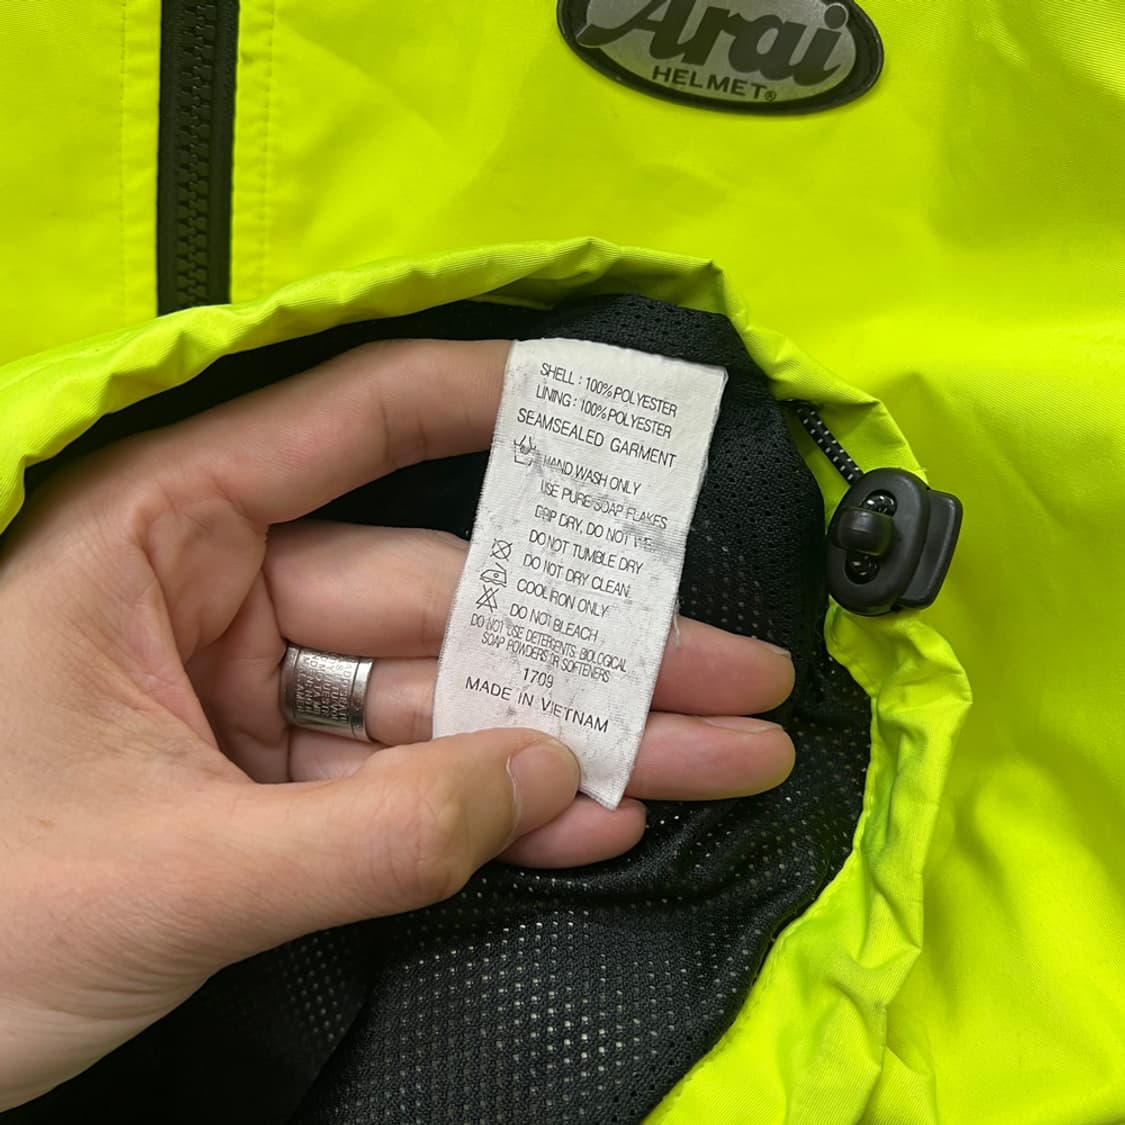 Arai
HELMET®
SHELL : 100% POLYESTER
LINING : 100% POLYESTER
SEAMSEALED GARMENT
HAND WASH ONLY
USE PURE SOAP FLAKES
DRIP DRY. DO NOT
DO NOT TUMBLE DRY
DO NOT DRY CLEAN
COOL IRON ONLY
DO NOT BLEACH
DO NOT USE DETERGENTS. BIOLOGICAL
SOAP POWDERS OR SOFTENERS
1709
MADE IN VIETNAM